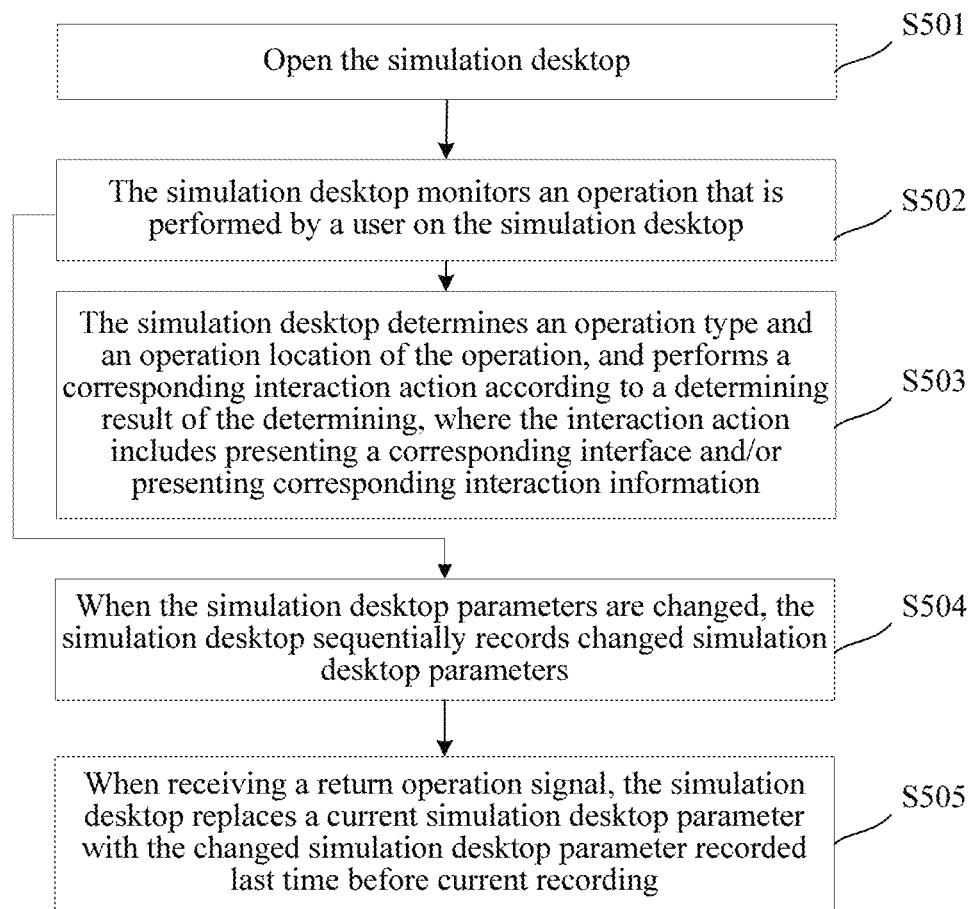 S501
Open the simulation desktop
The simulation desktop monitors an operation that is
performed by a user on the simulation desktop
S502
The simulation desktop determines an operation type and
an operation location of the operation, and performs a
corresponding interaction action according to a determining
result of the determining, where the interaction action
includes presenting a corresponding interface and/or
presenting corresponding interaction information
S503
When the simulation desktop parameters are changed, the
simulation desktop sequentially records changed simulation
desktop parameters
S504
When receiving a return operation signal, the simulation
desktop replaces a current simulation desktop parameter
with the changed simulation desktop parameter recorded
last time before current recording
S505